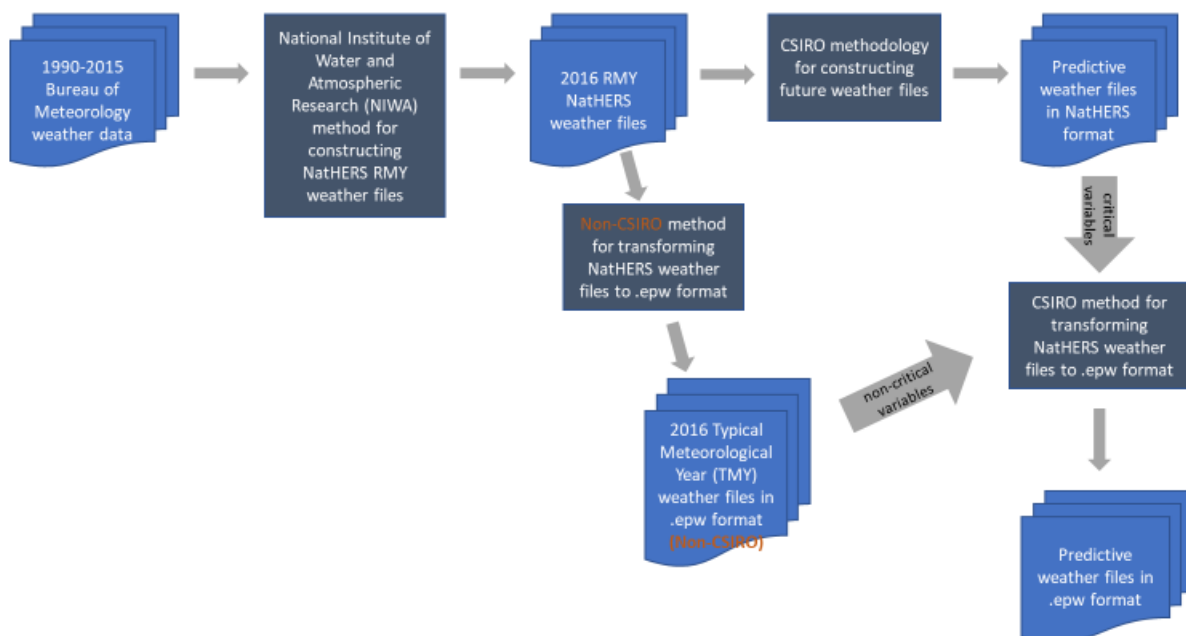 1990-2015
Bureau of
Meteorology
weather data
National Institute of
Water and
Atmospheric
Research (NIWA)
method for
constructing
NatHERS RMY
weather files
2016 RMY
NatHERS
weather files
CSIRO methodology
for constructing
future weather files
Predictive
weather files
in NatHERS
format
Non-CSIRO method
for transforming
NatHERS weather
files to .epw format
critical
variables
CSIRO method for
transforming
NatHERS weather
files to .epw format
non-critical
variables
2016 Typical
Meteorological
Year (TMY)
weather files in
.epw format
(Non-CSIRO)
Predictive
weather files in
.epw format